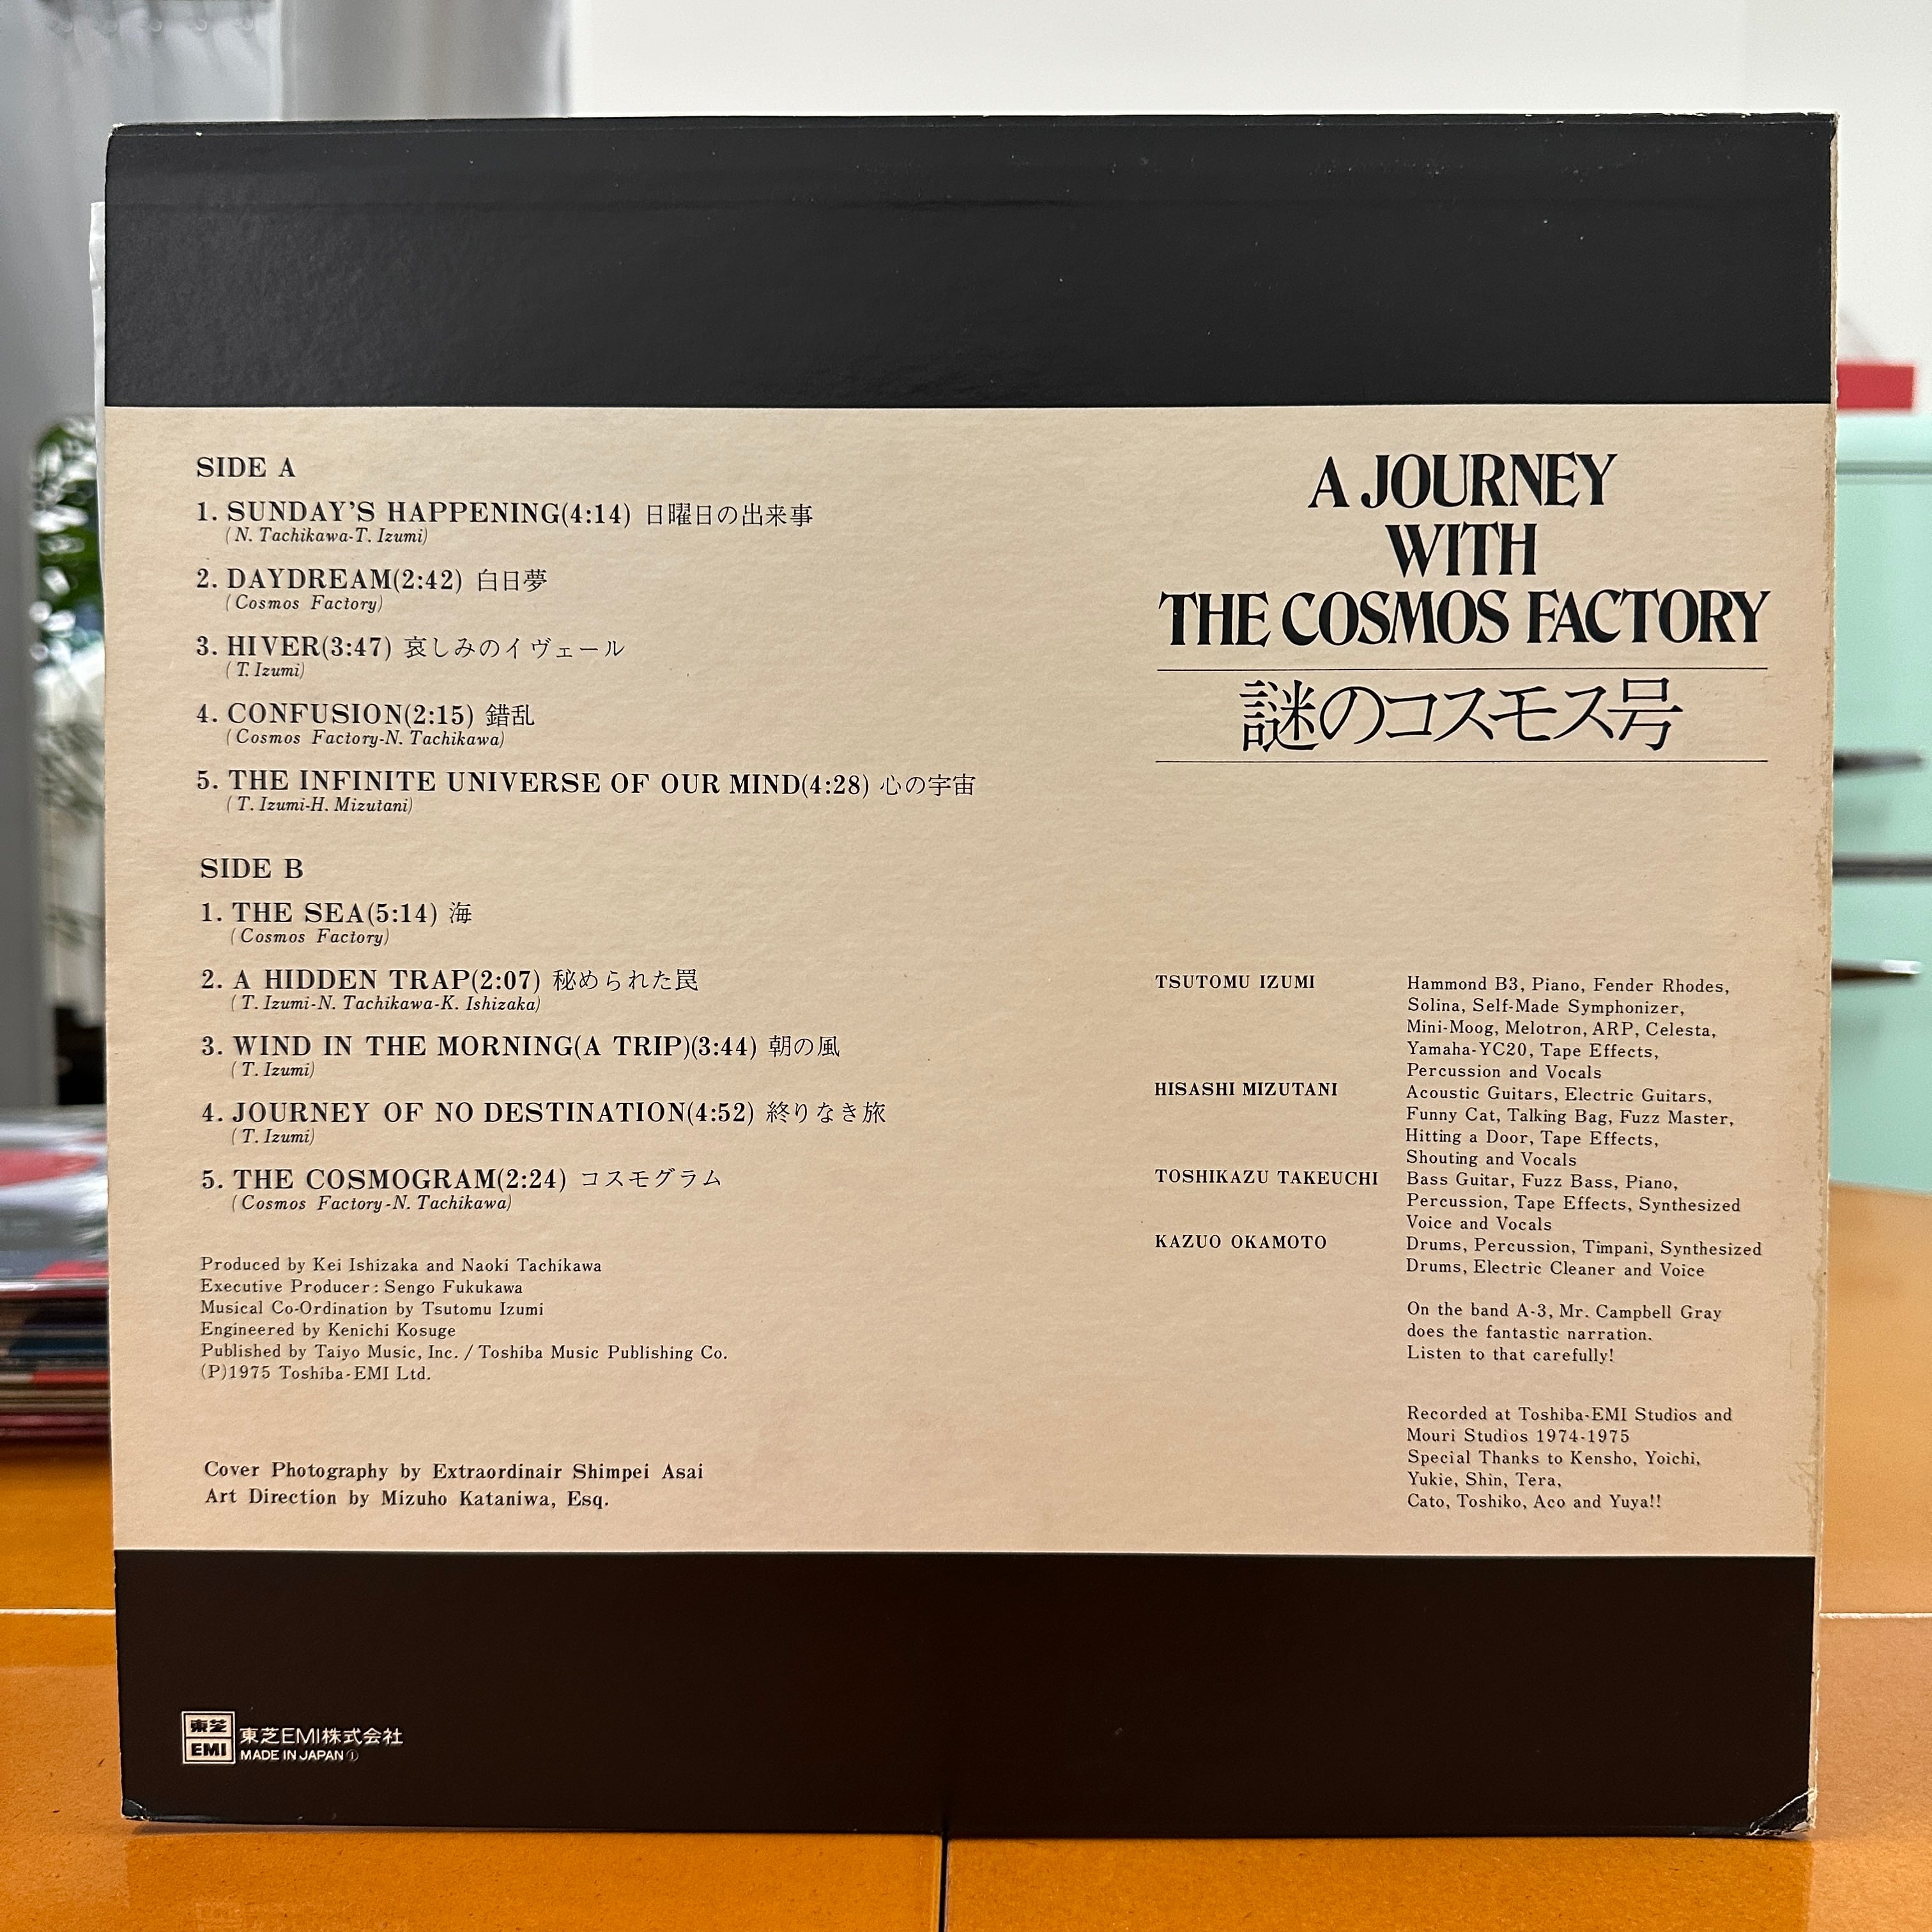 SIDE A
1. SUNDAY'S HAPPENING(4:14) 日曜日の出来事
(N. Tachikawa-T. Izumi)
2. DAYDREAM(2:42) 白日夢
(Cosmos Factory)
3. HIVER(3:47) 哀しみのイヴェール
(T. Izumi)
4. CONFUSION(2:15) 錯乱
(Cosmos Factory-N. Tachikawa)
5. THE INFINITE UNIVERSE OF OUR MIND(4:28) 心の宇宙
(T. Izumi-H. Mizutani)
SIDE B
1. THE SEA(5:14) 海
(Cosmos Factory)
2. A HIDDEN TRAP(2:07) 秘められた罠
(T. Izumi-N. Tachikawa-K. Ishizaka)
3. WIND IN THE MORNING(A TRIP)(3:44) 朝の風
(T. Izumi)
4. JOURNEY OF NO DESTINATION(4:52) 終りなき旅
(T. Izumi)
5. THE COSMOGRAM(2:24) コスモグラム
(Cosmos Factory-N. Tachikawa)
Produced by Kei Ishizaka and Naoki Tachikawa
Executive Producer: Sengo Fukukawa
Musical Co-Ordination by Tsutomu Izumi
Engineered by Kenichi Kosuge
Published by Taiyo Music, Inc. / Toshiba Music Publishing Co.
(P)1975 Toshiba-EMI Ltd.
Cover Photography by Extraordinair Shimpei Asai
Art Direction by Mizuho Kataniwa, Esq.
A JOURNEY
WITH
THE COSMOS FACTORY
謎のコスモス号
TSUTOMU IZUMI Hammond B3, Piano, Fender Rhodes,
Solina, Self-Made Symphonizer,
Mini-Moog, Melotron, ARP, Celesta,
Yamaha-YC20, Tape Effects,
Percussion and Vocals
HISASHI MIZUTANI Acoustic Guitars, Electric Guitars,
Funny Cat, Talking Bag, Fuzz Master,
Hitting a Door, Tape Effects,
Shouting and Vocals
TOSHIKAZU TAKEUCHI Bass Guitar, Fuzz Bass, Piano,
Percussion, Tape Effects, Synthesized
Voice and Vocals
KAZUO OKAMOTO Drums, Percussion, Timpani, Synthesized
Drums, Electric Cleaner and Voice
On the band A-3, Mr. Campbell Gray
does the fantastic narration.
Listen to that carefully!
Recorded at Toshiba-EMI Studios and
Mouri Studios 1974-1975
Special Thanks to Kensho, Yoichi,
Yukie, Shin, Tera,
Cato, Toshiko, Aco and Yuya!!
東芝
EMI
東芝EMI株式会社
MADE IN JAPAN ①